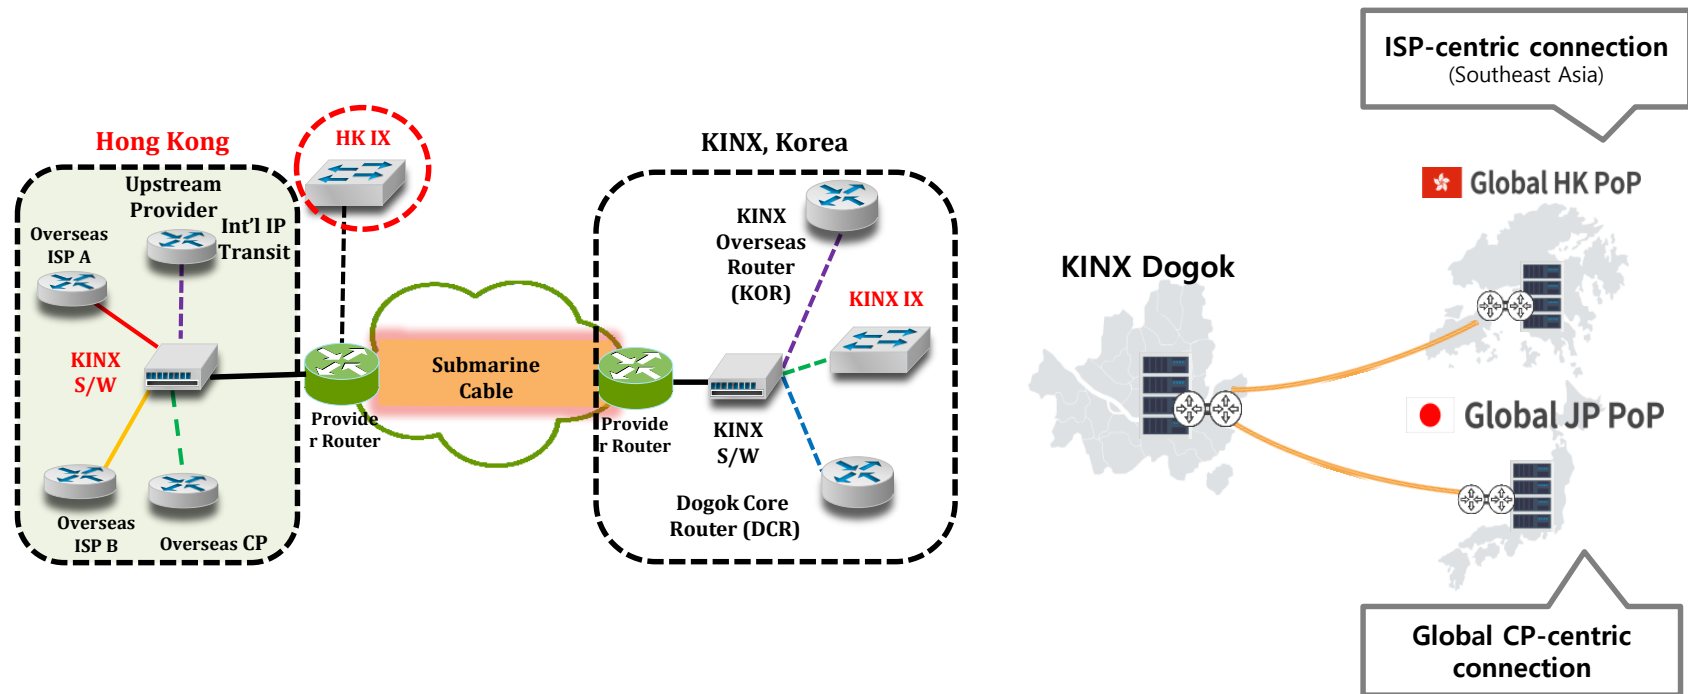 Hong Kong
HK IX
KINX, Korea
Upstream
Provider
Int’l IP
Transit
Overseas
ISP A
KINX
S/W
Overseas
ISP B
Overseas CP
Provide
r Router
Submarine
Cable
Provide
r Router
KINX
Overseas
Router
(KOR)
KINX IX
KINX
S/W
Dogok Core
Router (DCR)
KINX Dogok
ISP-centric connection
(Southeast Asia)
Global HK PoP
Global JP PoP
Global CP-centric
connection